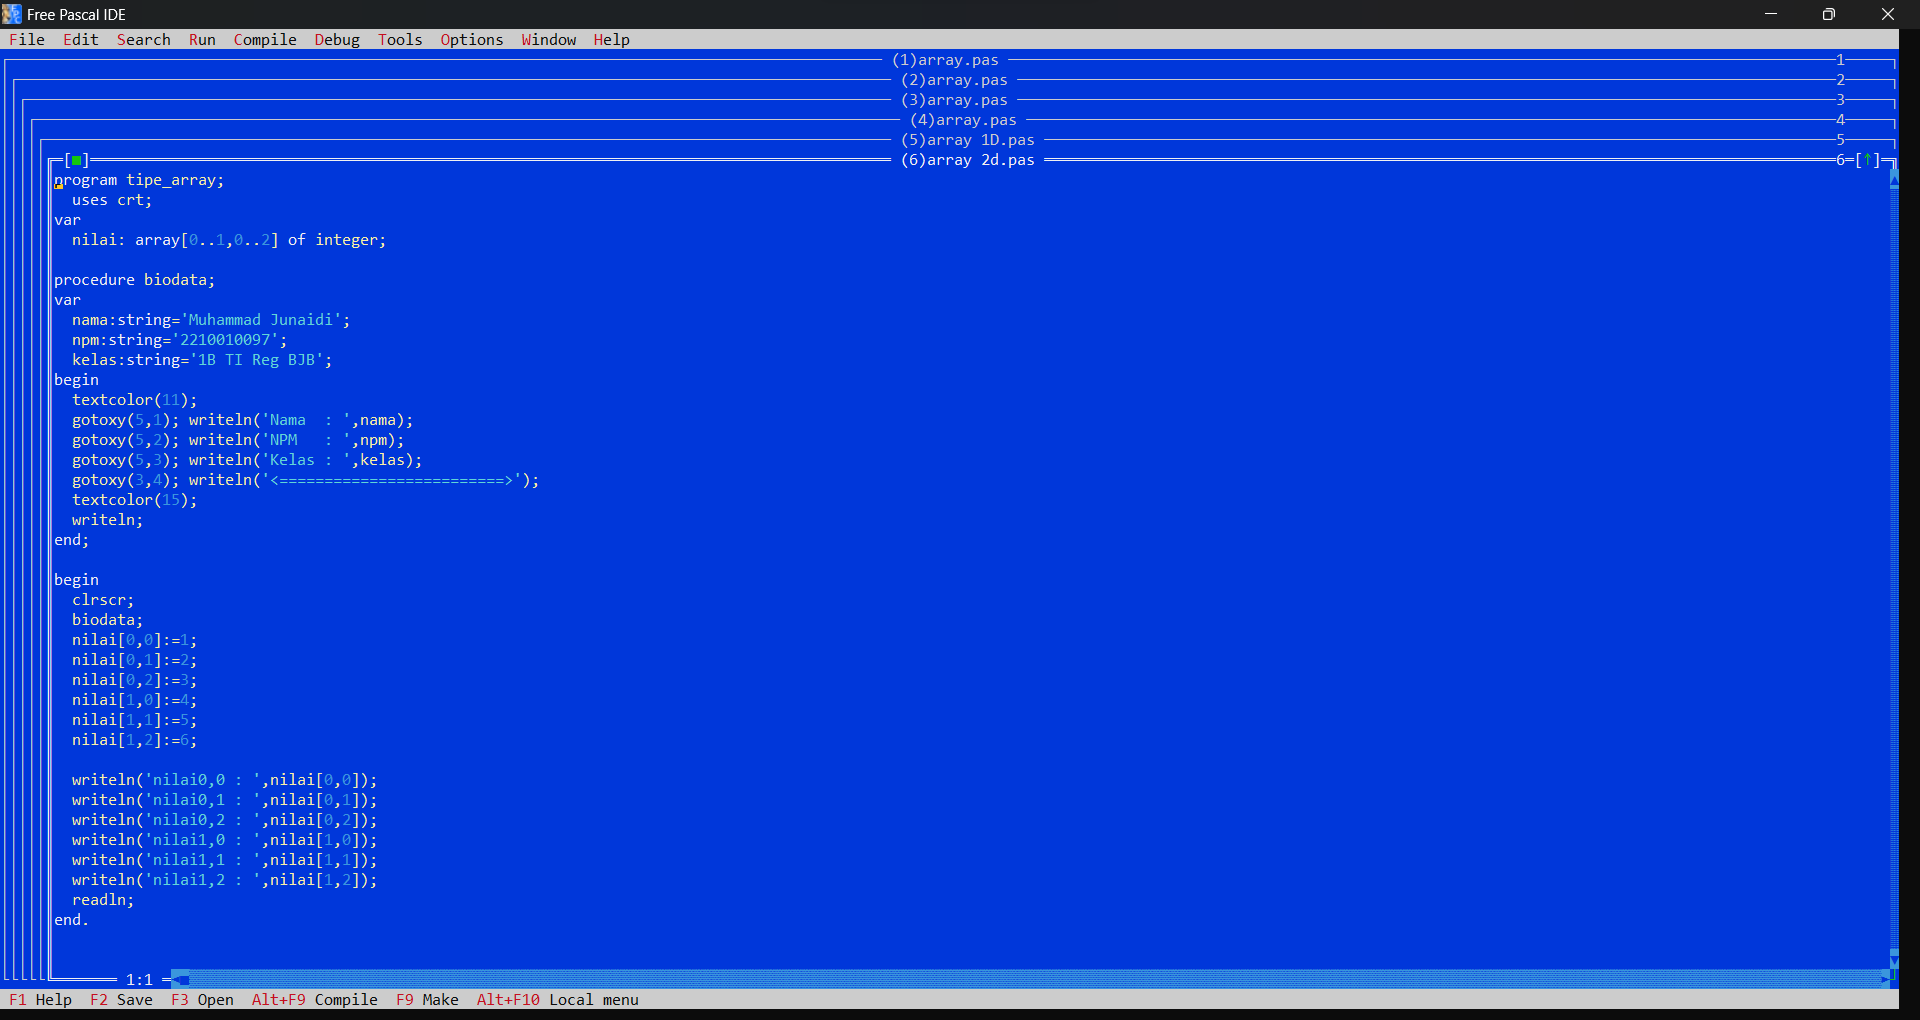 Free Pascal IDE
File Edit Search Run Compile Debug Tools Options Window Help
(1)array.pas 1
(2)array.pas 2
(3)array.pas 3
(4)array.pas 4
(5)array 1D.pas 5
[■] (6)array 2d.pas 6=[↑]
program tipe_array;
  uses crt;
var
  nilai: array[0..1,0..2] of integer;

procedure biodata;
var
  nama:string='Muhammad Junaidi';
  npm:string='2210010097';
  kelas:string='1B TI Reg BJB';
begin
  textcolor(11);
  gotoxy(5,1); writeln('Nama  : ',nama);
  gotoxy(5,2); writeln('NPM   : ',npm);
  gotoxy(5,3); writeln('Kelas : ',kelas);
  gotoxy(3,4); writeln('<=========================>');
  textcolor(15);
  writeln;
end;

begin
  clrscr;
  biodata;
  nilai[0,0]:=1;
  nilai[0,1]:=2;
  nilai[0,2]:=3;
  nilai[1,0]:=4;
  nilai[1,1]:=5;
  nilai[1,2]:=6;

  writeln('nilai0,0 : ',nilai[0,0]);
  writeln('nilai0,1 : ',nilai[0,1]);
  writeln('nilai0,2 : ',nilai[0,2]);
  writeln('nilai1,0 : ',nilai[1,0]);
  writeln('nilai1,1 : ',nilai[1,1]);
  writeln('nilai1,2 : ',nilai[1,2]);
  readln;
end.
1:1
F1 Help F2 Save F3 Open Alt+F9 Compile F9 Make Alt+F10 Local menu